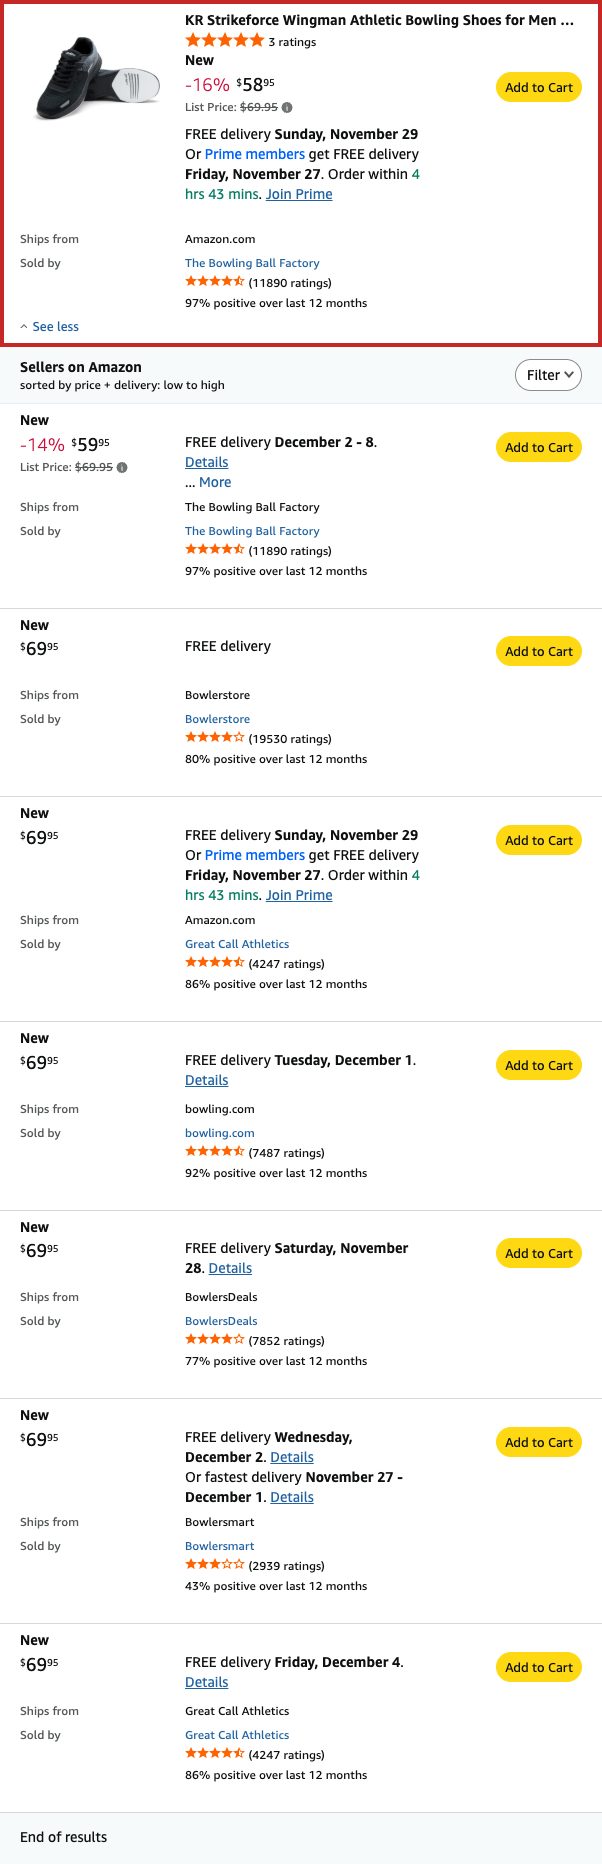 KR Strikeforce Wingman Athletic Bowling Shoes for Men ...
3 ratings
New
-16% $58.95
Add to Cart
List Price: $69.95
FREE delivery Sunday, November 29
Or Prime members get FREE delivery
Friday, November 27. Order within 4
hrs 43 mins. Join Prime
Ships from Amazon.com
Sold by The Bowling Ball Factory
(11890 ratings)
97% positive over last 12 months
See less
Sellers on Amazon
sorted by price + delivery: low to high
Filter
New
-14% $59.95
List Price: $69.95
FREE delivery December 2 - 8.
Details
... More
Add to Cart
Ships from The Bowling Ball Factory
Sold by The Bowling Ball Factory
(11890 ratings)
97% positive over last 12 months
New
$69.95
FREE delivery
Add to Cart
Ships from Bowlerstore
Sold by Bowlerstore
(19530 ratings)
80% positive over last 12 months
New
$69.95
FREE delivery Sunday, November 29
Or Prime members get FREE delivery
Friday, November 27. Order within 4
hrs 43 mins. Join Prime
Add to Cart
Ships from Amazon.com
Sold by Great Call Athletics
(4247 ratings)
86% positive over last 12 months
New
$69.95
FREE delivery Tuesday, December 1.
Details
Add to Cart
Ships from bowling.com
Sold by bowling.com
(7487 ratings)
92% positive over last 12 months
New
$69.95
FREE delivery Saturday, November
28. Details
Add to Cart
Ships from BowlersDeals
Sold by BowlersDeals
(7852 ratings)
77% positive over last 12 months
New
$69.95
FREE delivery Wednesday,
December 2. Details
Or fastest delivery November 27 -
December 1. Details
Add to Cart
Ships from Bowlersmart
Sold by Bowlersmart
(2939 ratings)
43% positive over last 12 months
New
$69.95
FREE delivery Friday, December 4.
Details
Add to Cart
Ships from Great Call Athletics
Sold by Great Call Athletics
(4247 ratings)
86% positive over last 12 months
End of results